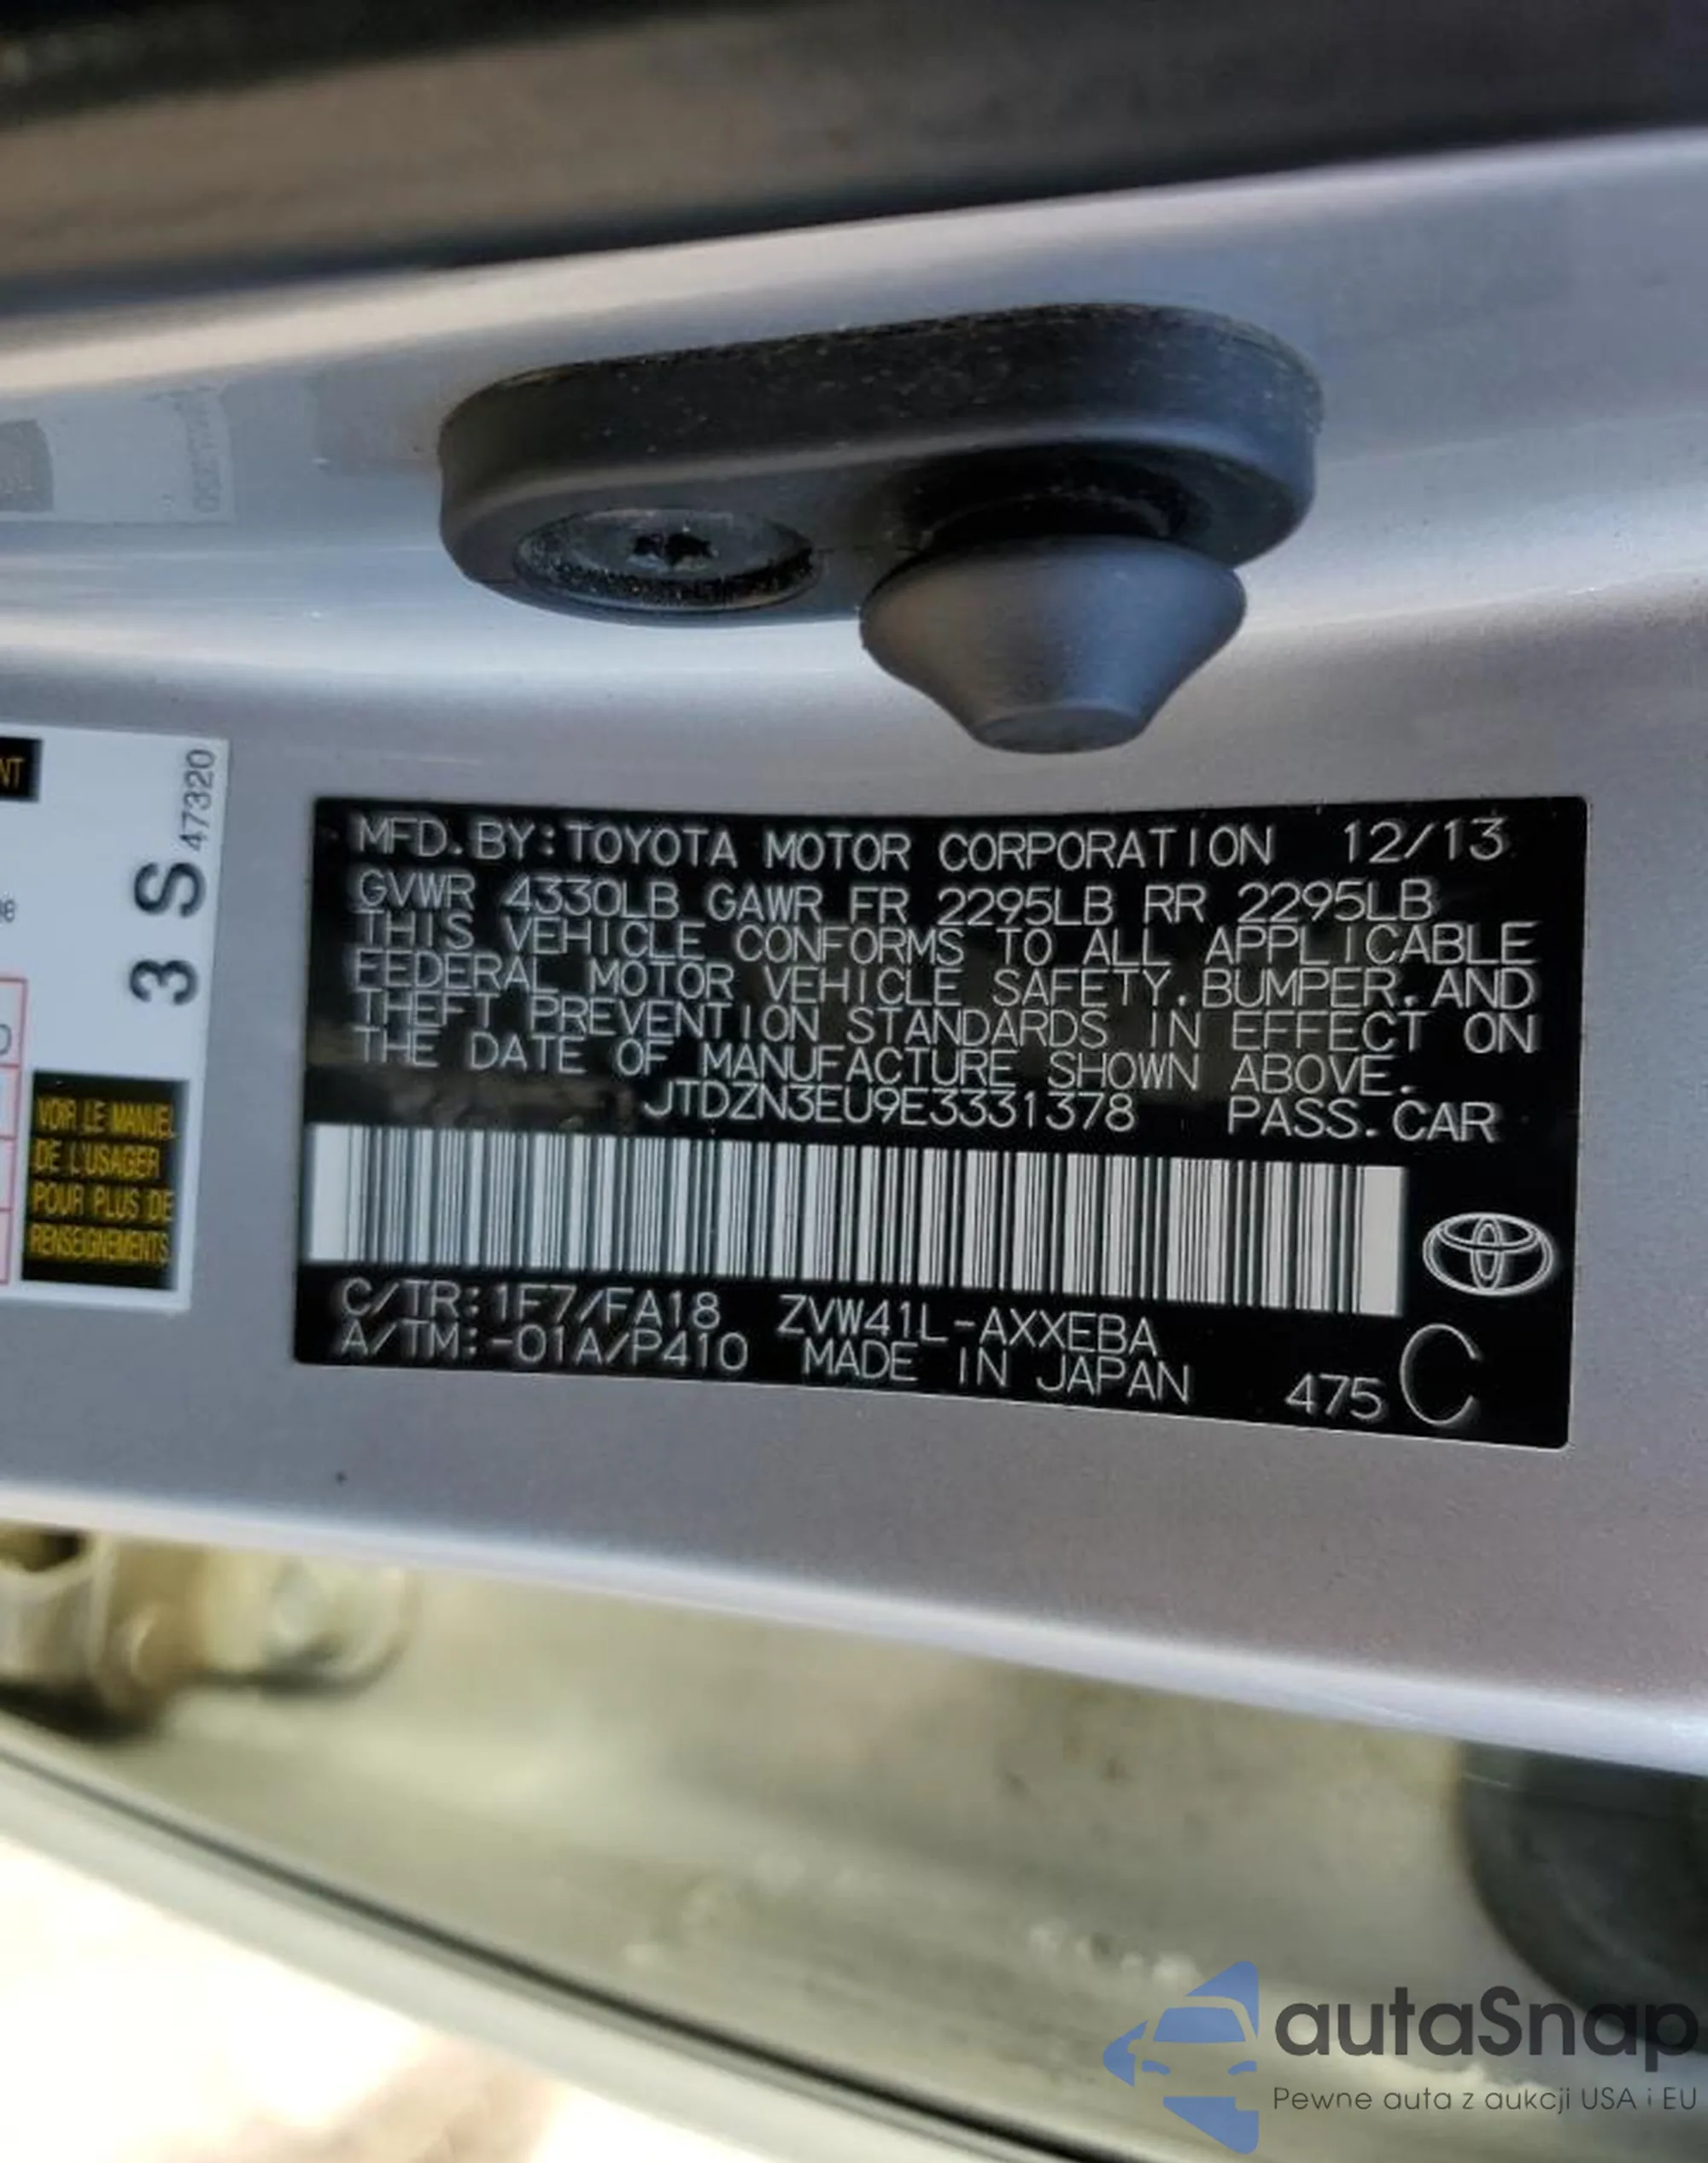 NT
3 S 47320
VOIR LE MANUEL
DE L'USAGER
POUR PLUS DE
RENSEIGNEMENTS
MFD.BY:TOYOTA MOTOR CORPORATION 12/13
GVWR 4330LB GAWR FR 2295LB RR 2295LB
THIS VEHICLE CONFORMS TO ALL APPLICABLE
FEDERAL MOTOR VEHICLE SAFETY,BUMPER,AND
THEFT PREVENTION STANDARDS IN EFFECT ON
THE DATE OF MANUFACTURE SHOWN ABOVE.
JTDZN3EU9E3331378 PASS.CAR
C/TR:1F7/FA18 ZVW41L-AXXEBA
A/TM:-01A/P410 MADE IN JAPAN 475 C
autaSnap
Pewne auta z aukcji USA i EU